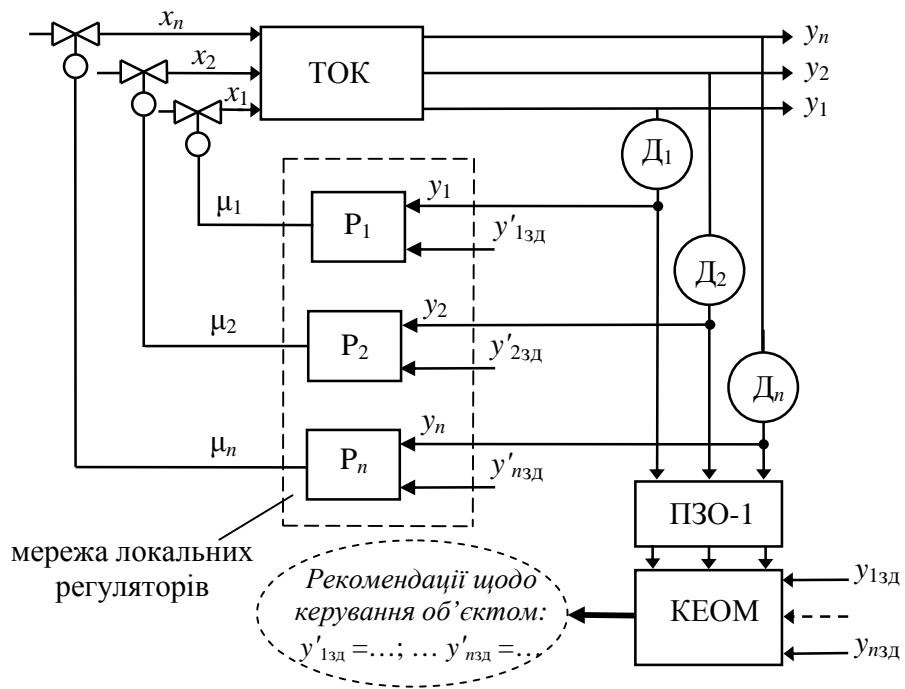 xn
yn
x2
ТОК
y2
x1
y1
Д1
y1
μ1
P1
y′1зд
Д2
y2
μ2
P2
y′2зд
Дn
yn
μn
Pn
y′nзд
ПЗО-1
мережа локальних
регуляторів
Рекомендації щодо
керування об’єктом:
y′1зд =…; … y′nзд =…
КЕОМ
y1зд
ynзд